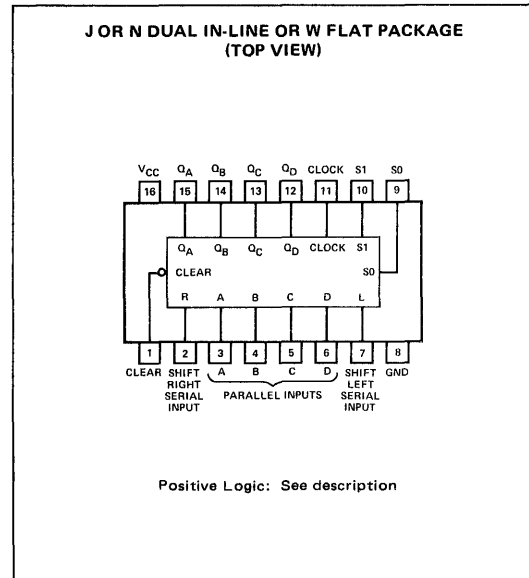 J OR N DUAL IN-LINE OR W FLAT PACKAGE
(TOP VIEW)
VCC QA QB QC QD CLOCK S1 S0
16 15 14 13 12 11 10 9
QA QB QC QD CLOCK S1
CLEAR S0
R A B C D L
1 2 3 4 5 6 7 8
CLEAR SHIFT RIGHT SERIAL INPUT A B C D SHIFT LEFT SERIAL INPUT GND
PARALLEL INPUTS
Positive Logic: See description